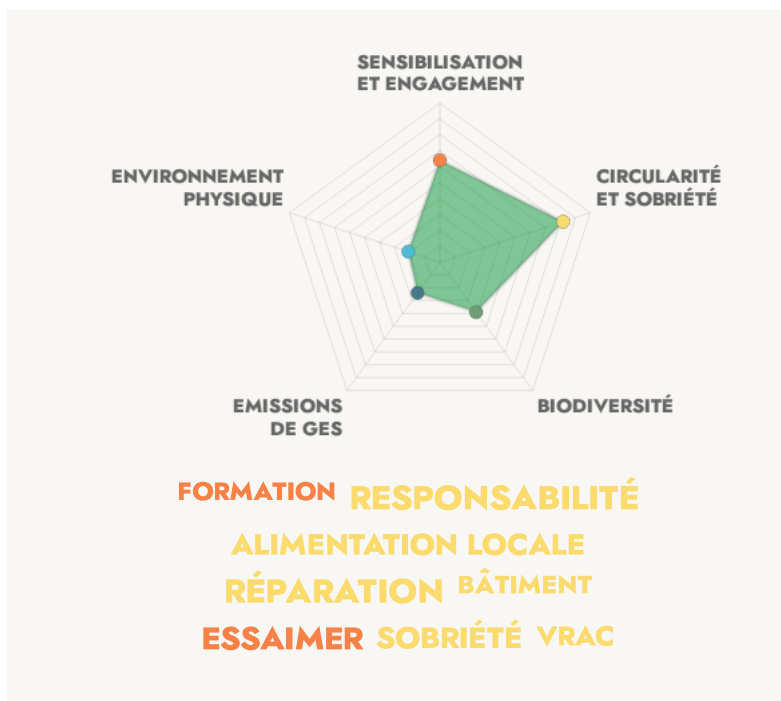 SENSIBILISATION
ET ENGAGEMENT
ENVIRONNEMENT
PHYSIQUE
CIRCULARITÉ
ET SOBRIÉTÉ
EMISSIONS
DE GES
BIODIVERSITÉ
FORMATION RESPONSABILITÉ
ALIMENTATION LOCALE
RÉPARATION BÂTIMENT
ESSAIMER SOBRIÉTÉ VRAC